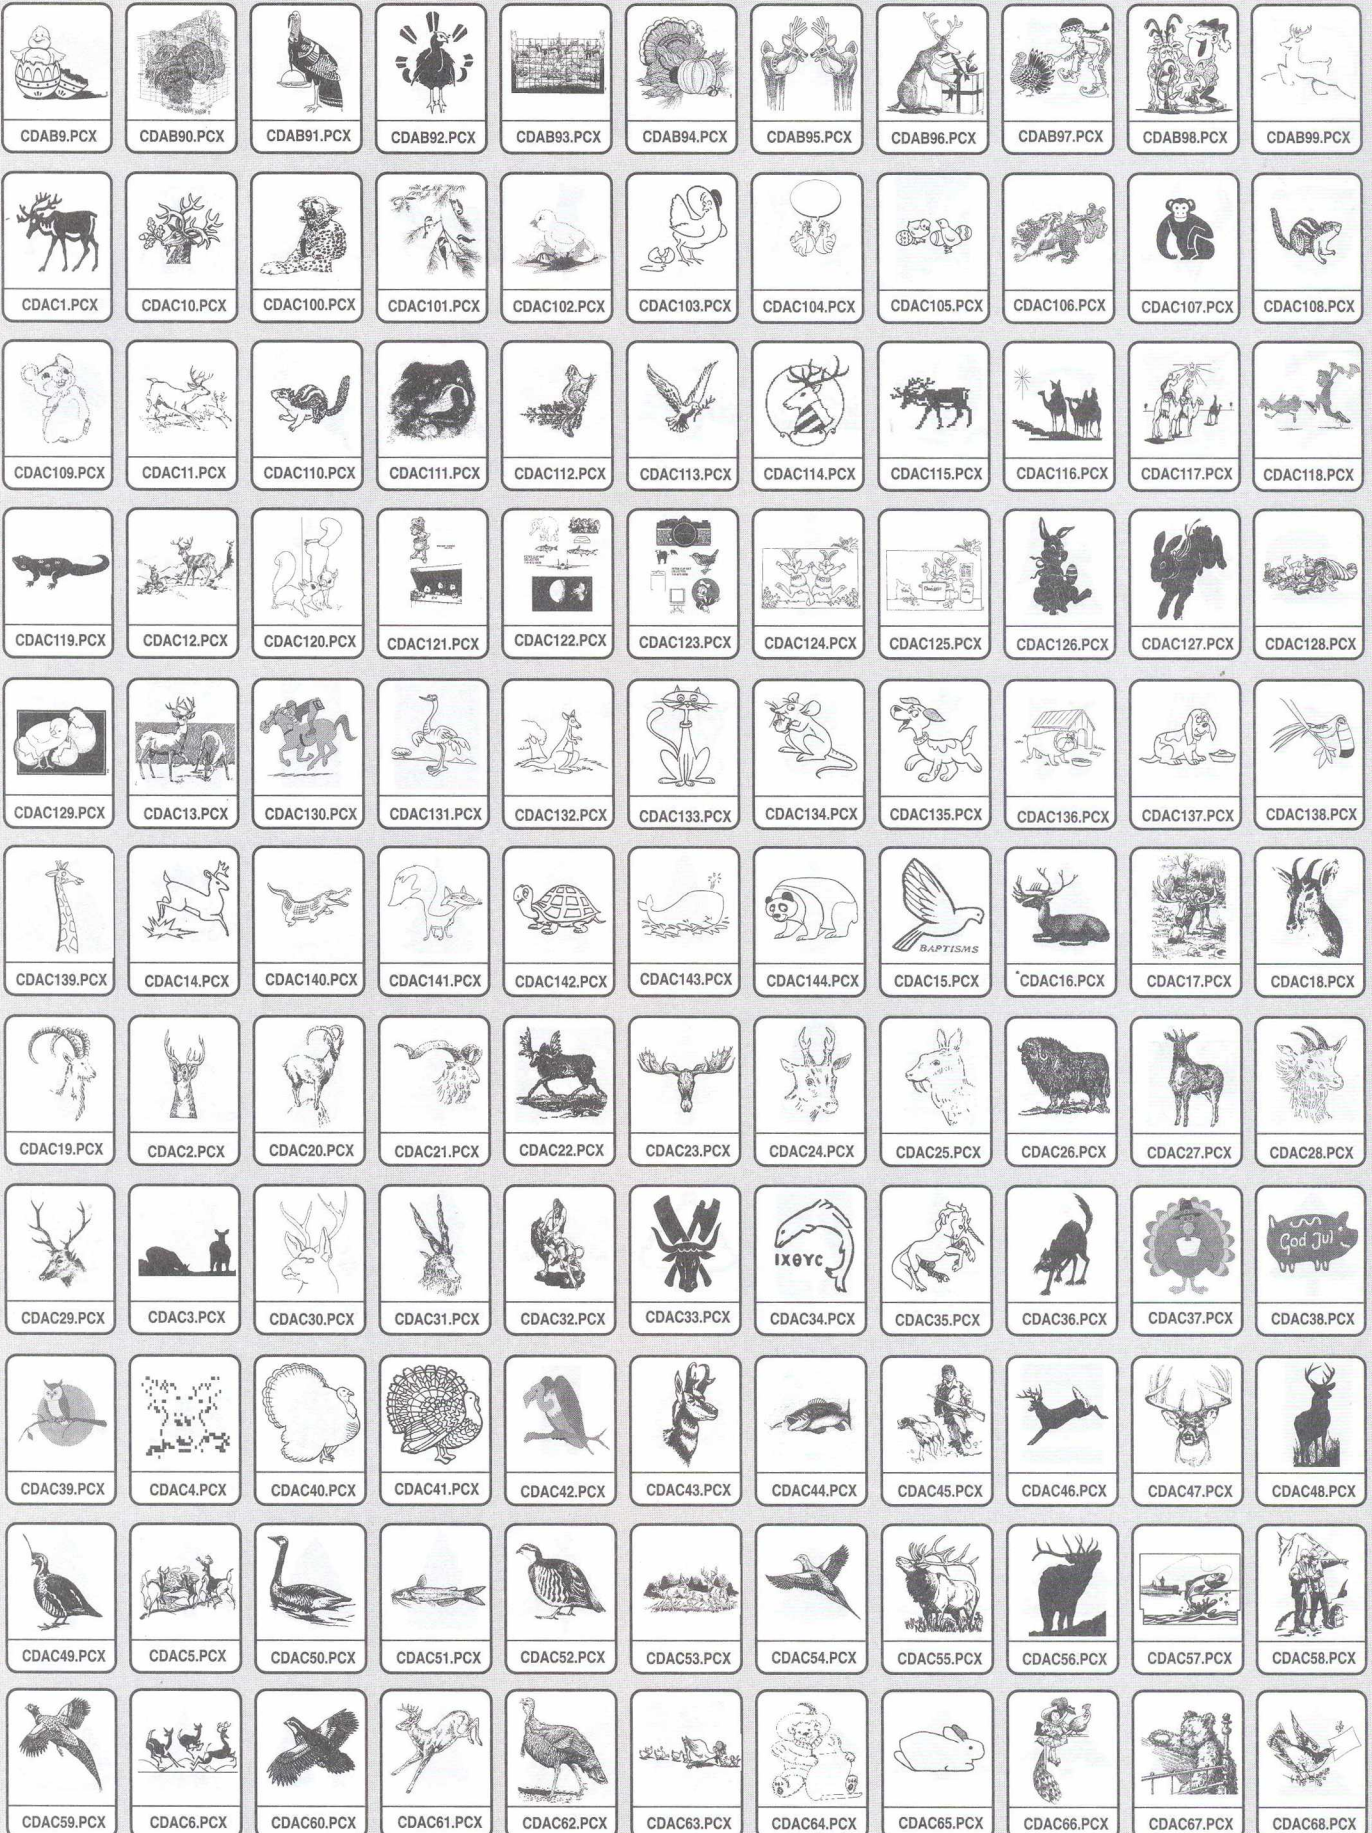 CDAB9.PCX CDAB90.PCX CDAB91.PCX CDAB92.PCX CDAB93.PCX CDAB94.PCX CDAB95.PCX CDAB96.PCX CDAB97.PCX CDAB98.PCX CDAB99.PCX
CDAC1.PCX CDAC10.PCX CDAC100.PCX CDAC101.PCX CDAC102.PCX CDAC103.PCX CDAC104.PCX CDAC105.PCX CDAC106.PCX CDAC107.PCX CDAC108.PCX
CDAC109.PCX CDAC11.PCX CDAC110.PCX CDAC111.PCX CDAC112.PCX CDAC113.PCX CDAC114.PCX CDAC115.PCX CDAC116.PCX CDAC117.PCX CDAC118.PCX
CDAC119.PCX CDAC12.PCX CDAC120.PCX CDAC121.PCX CDAC122.PCX CDAC123.PCX CDAC124.PCX CDAC125.PCX CDAC126.PCX CDAC127.PCX CDAC128.PCX
CDAC129.PCX CDAC13.PCX CDAC130.PCX CDAC131.PCX CDAC132.PCX CDAC133.PCX CDAC134.PCX CDAC135.PCX CDAC136.PCX CDAC137.PCX CDAC138.PCX
BAPTISMS
CDAC139.PCX CDAC14.PCX CDAC140.PCX CDAC141.PCX CDAC142.PCX CDAC143.PCX CDAC144.PCX CDAC15.PCX CDAC16.PCX CDAC17.PCX CDAC18.PCX
CDAC19.PCX CDAC2.PCX CDAC20.PCX CDAC21.PCX CDAC22.PCX CDAC23.PCX CDAC24.PCX CDAC25.PCX CDAC26.PCX CDAC27.PCX CDAC28.PCX
ΙΧΘΥC
God Jul
CDAC29.PCX CDAC3.PCX CDAC30.PCX CDAC31.PCX CDAC32.PCX CDAC33.PCX CDAC34.PCX CDAC35.PCX CDAC36.PCX CDAC37.PCX CDAC38.PCX
CDAC39.PCX CDAC4.PCX CDAC40.PCX CDAC41.PCX CDAC42.PCX CDAC43.PCX CDAC44.PCX CDAC45.PCX CDAC46.PCX CDAC47.PCX CDAC48.PCX
CDAC49.PCX CDAC5.PCX CDAC50.PCX CDAC51.PCX CDAC52.PCX CDAC53.PCX CDAC54.PCX CDAC55.PCX CDAC56.PCX CDAC57.PCX CDAC58.PCX
CDAC59.PCX CDAC6.PCX CDAC60.PCX CDAC61.PCX CDAC62.PCX CDAC63.PCX CDAC64.PCX CDAC65.PCX CDAC66.PCX CDAC67.PCX CDAC68.PCX